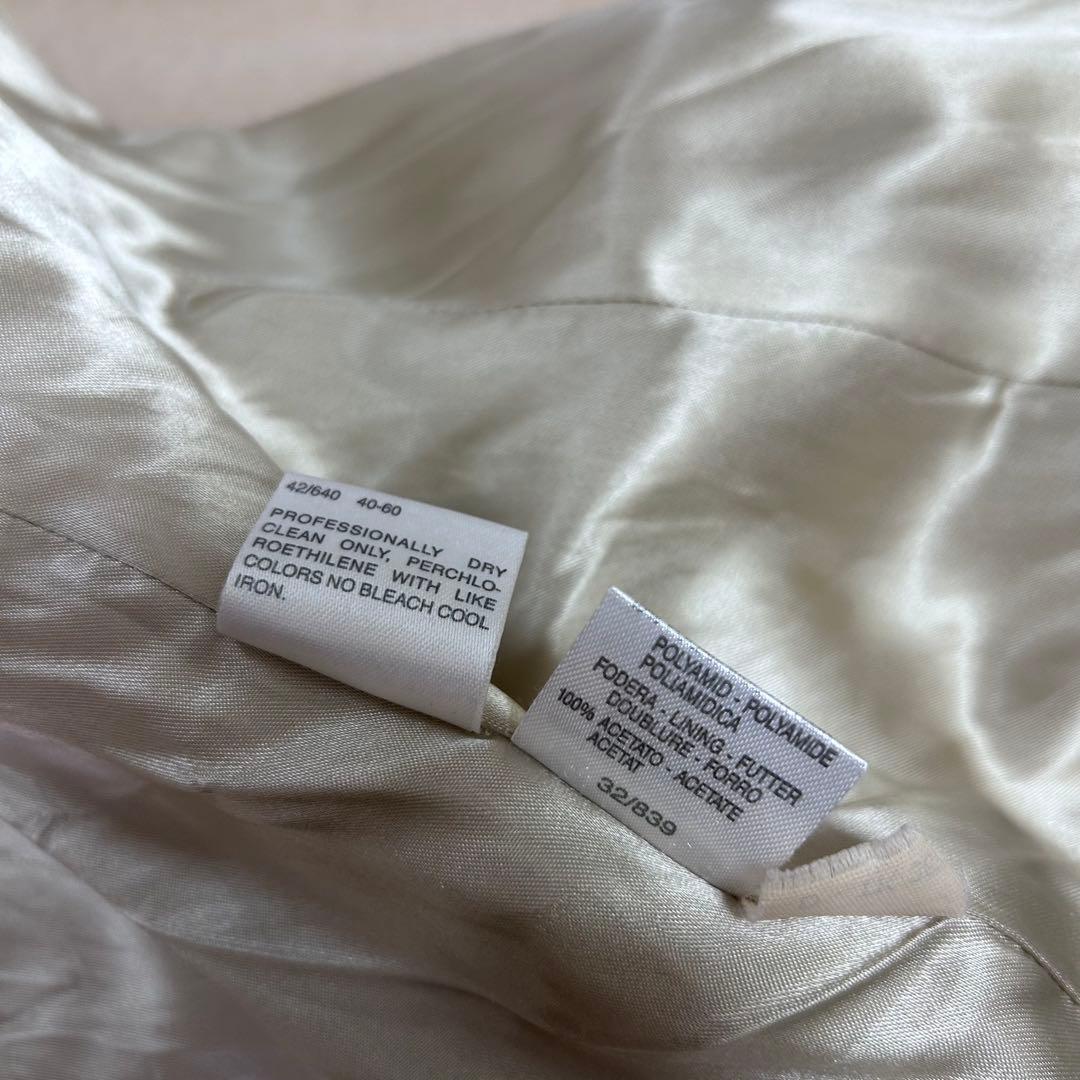 42/640 40-60
PROFESSIONALLY DRY
CLEAN ONLY, PERCHLO-
ROETHILENE WITH LIKE
COLORS NO BLEACH COOL
IRON.
POLYAMID - POLYAMIDE
POLIAMIDICA
FODERA - LINING - FUTTER
DOUBLURE - FORRO
100% ACETATO - ACETATE
ACETAT
32/839